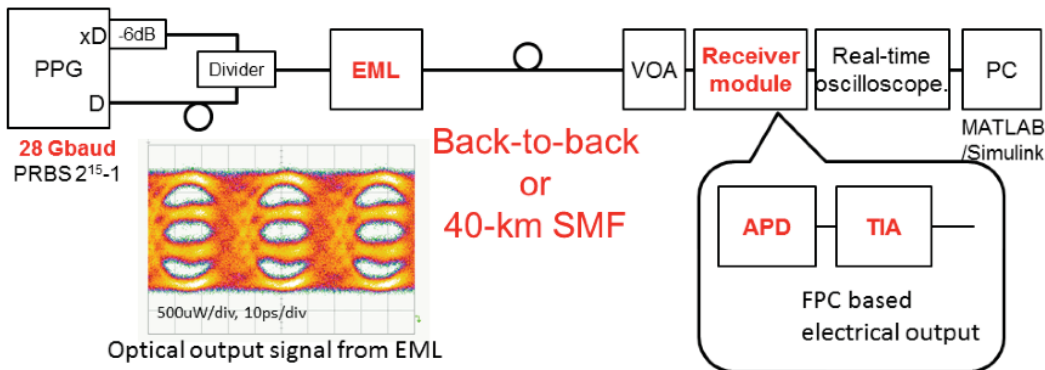 PPG
xD
-6dB
D
Divider
EML
VOA
Receiver
module
Real-time
oscilloscope.
PC
28 Gbaud
PRBS 2¹⁵-1
MATLAB
/Simulink
Back-to-back
or
40-km SMF
500uW/div, 10ps/div
Optical output signal from EML
APD
TIA
FPC based
electrical output